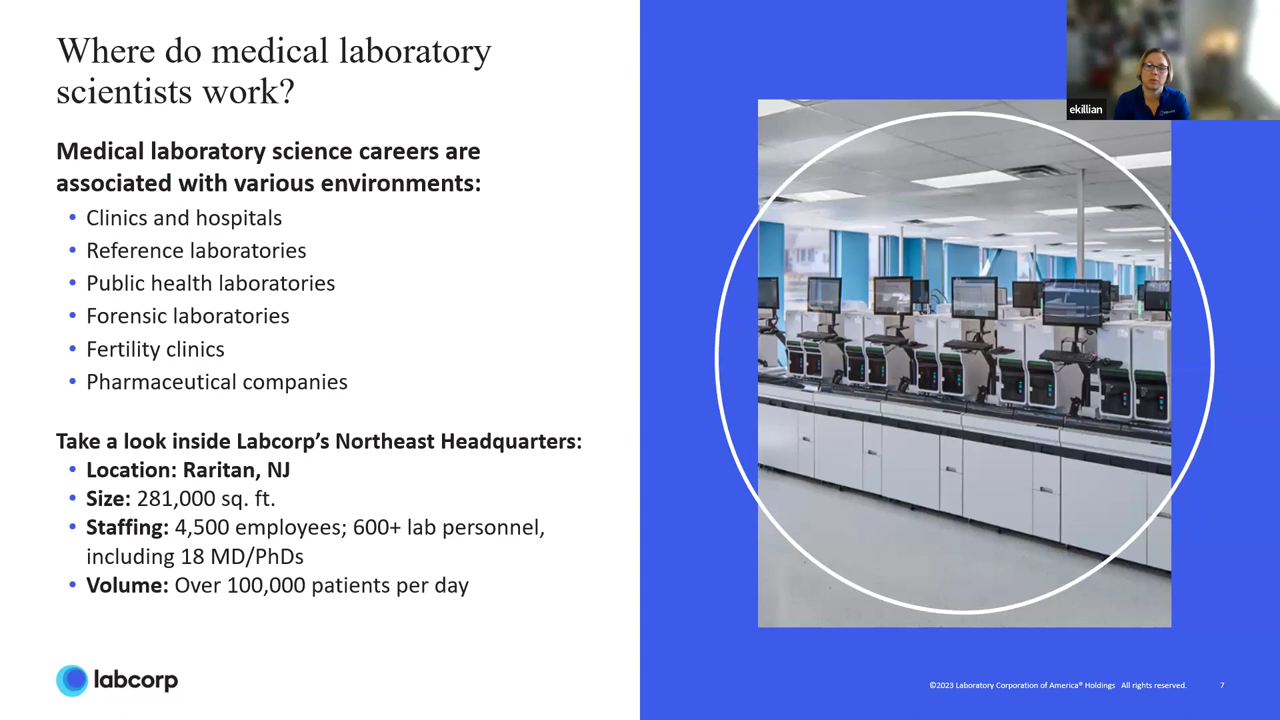 Where do medical laboratory
scientists work?
Medical laboratory science careers are
associated with various environments:
• Clinics and hospitals
• Reference laboratories
• Public health laboratories
• Forensic laboratories
• Fertility clinics
• Pharmaceutical companies
Take a look inside Labcorp’s Northeast Headquarters:
• Location: Raritan, NJ
• Size: 281,000 sq. ft.
• Staffing: 4,500 employees; 600+ lab personnel,
including 18 MD/PhDs
• Volume: Over 100,000 patients per day
labcorp
ekillian
©2023 Laboratory Corporation of America® Holdings All rights reserved. 7